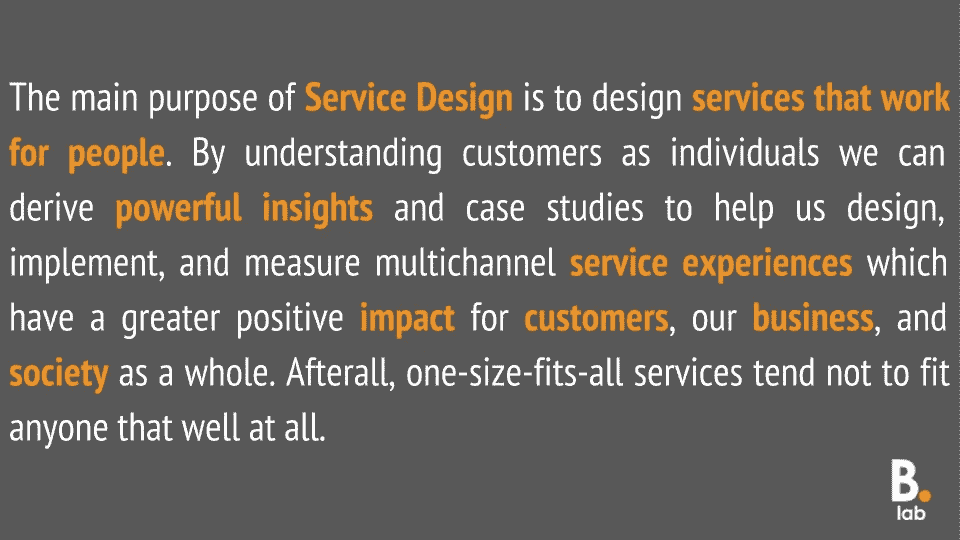 The main purpose of Service Design is to design services that work
for people. By understanding customers as individuals we can
derive powerful insights and case studies to help us design,
implement, and measure multichannel service experiences which
have a greater positive impact for customers, our business, and
society as a whole. Afterall, one-size-fits-all services tend not to fit
anyone that well at all.
B.
lab